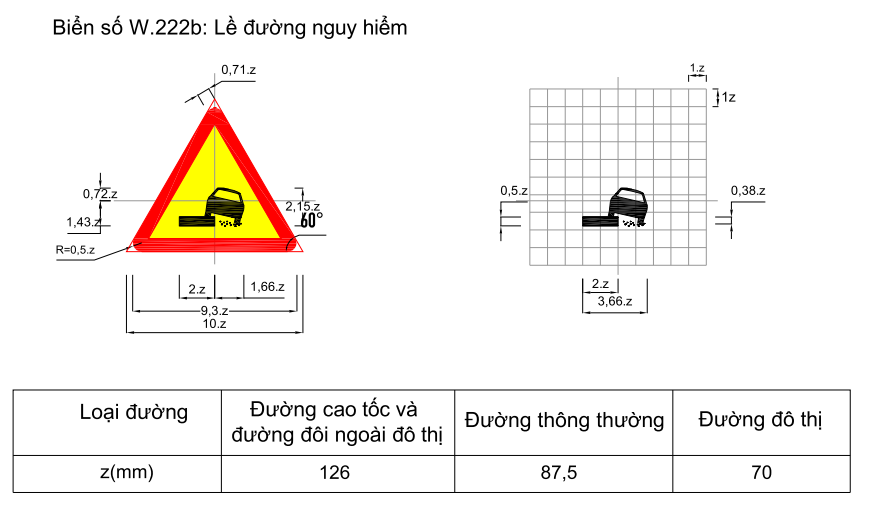 Biển số W.222b: Lề đường nguy hiểm
0,71.z
1.z
1z
0,72.z
2,15.z
1,43.z
60°
R=0,5.z
0,5.z
0,38.z
2.z
1,66.z
9,3.z
10.z
2.z
3,66.z
Loại đường
Đường cao tốc và
đường đôi ngoài đô thị
Đường thông thường
Đường đô thị
z(mm)
126
87,5
70